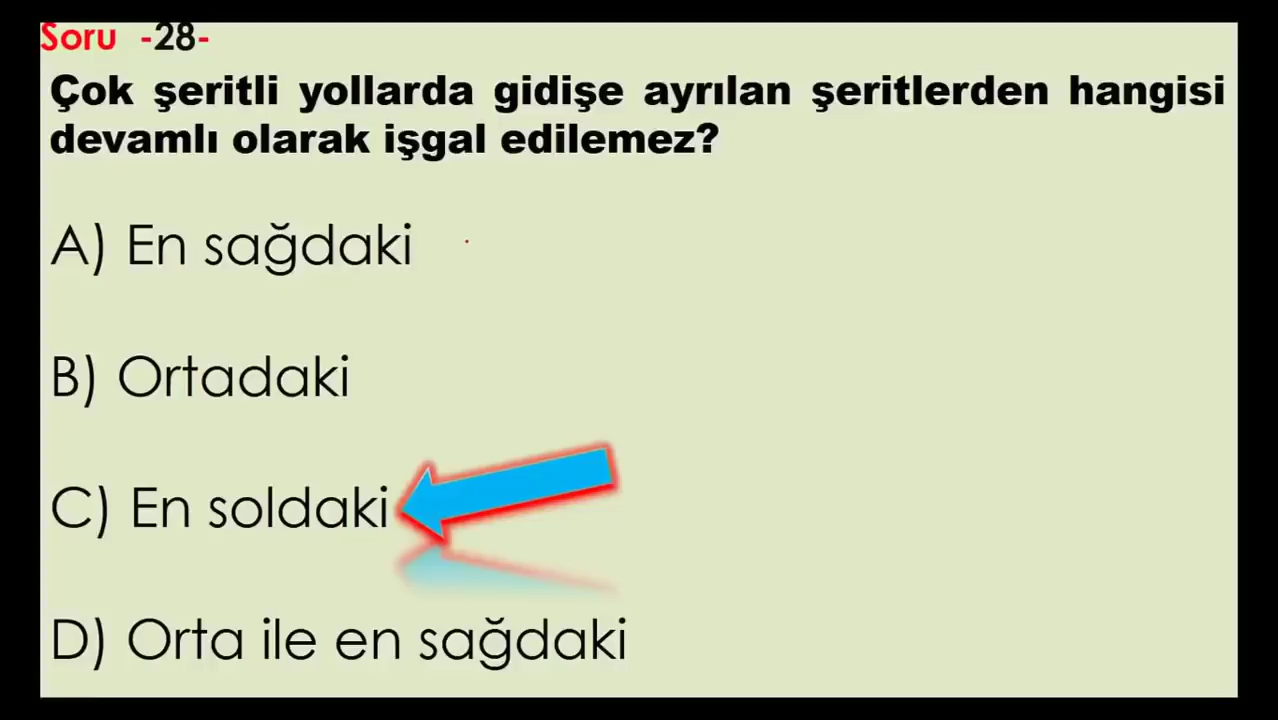 Soru -28-
Çok şeritli yollarda gidişe ayrılan şeritlerden hangisi
devamlı olarak işgal edilemez?
A) En sağdaki
B) Ortadaki
C) En soldaki
D) Orta ile en sağdaki